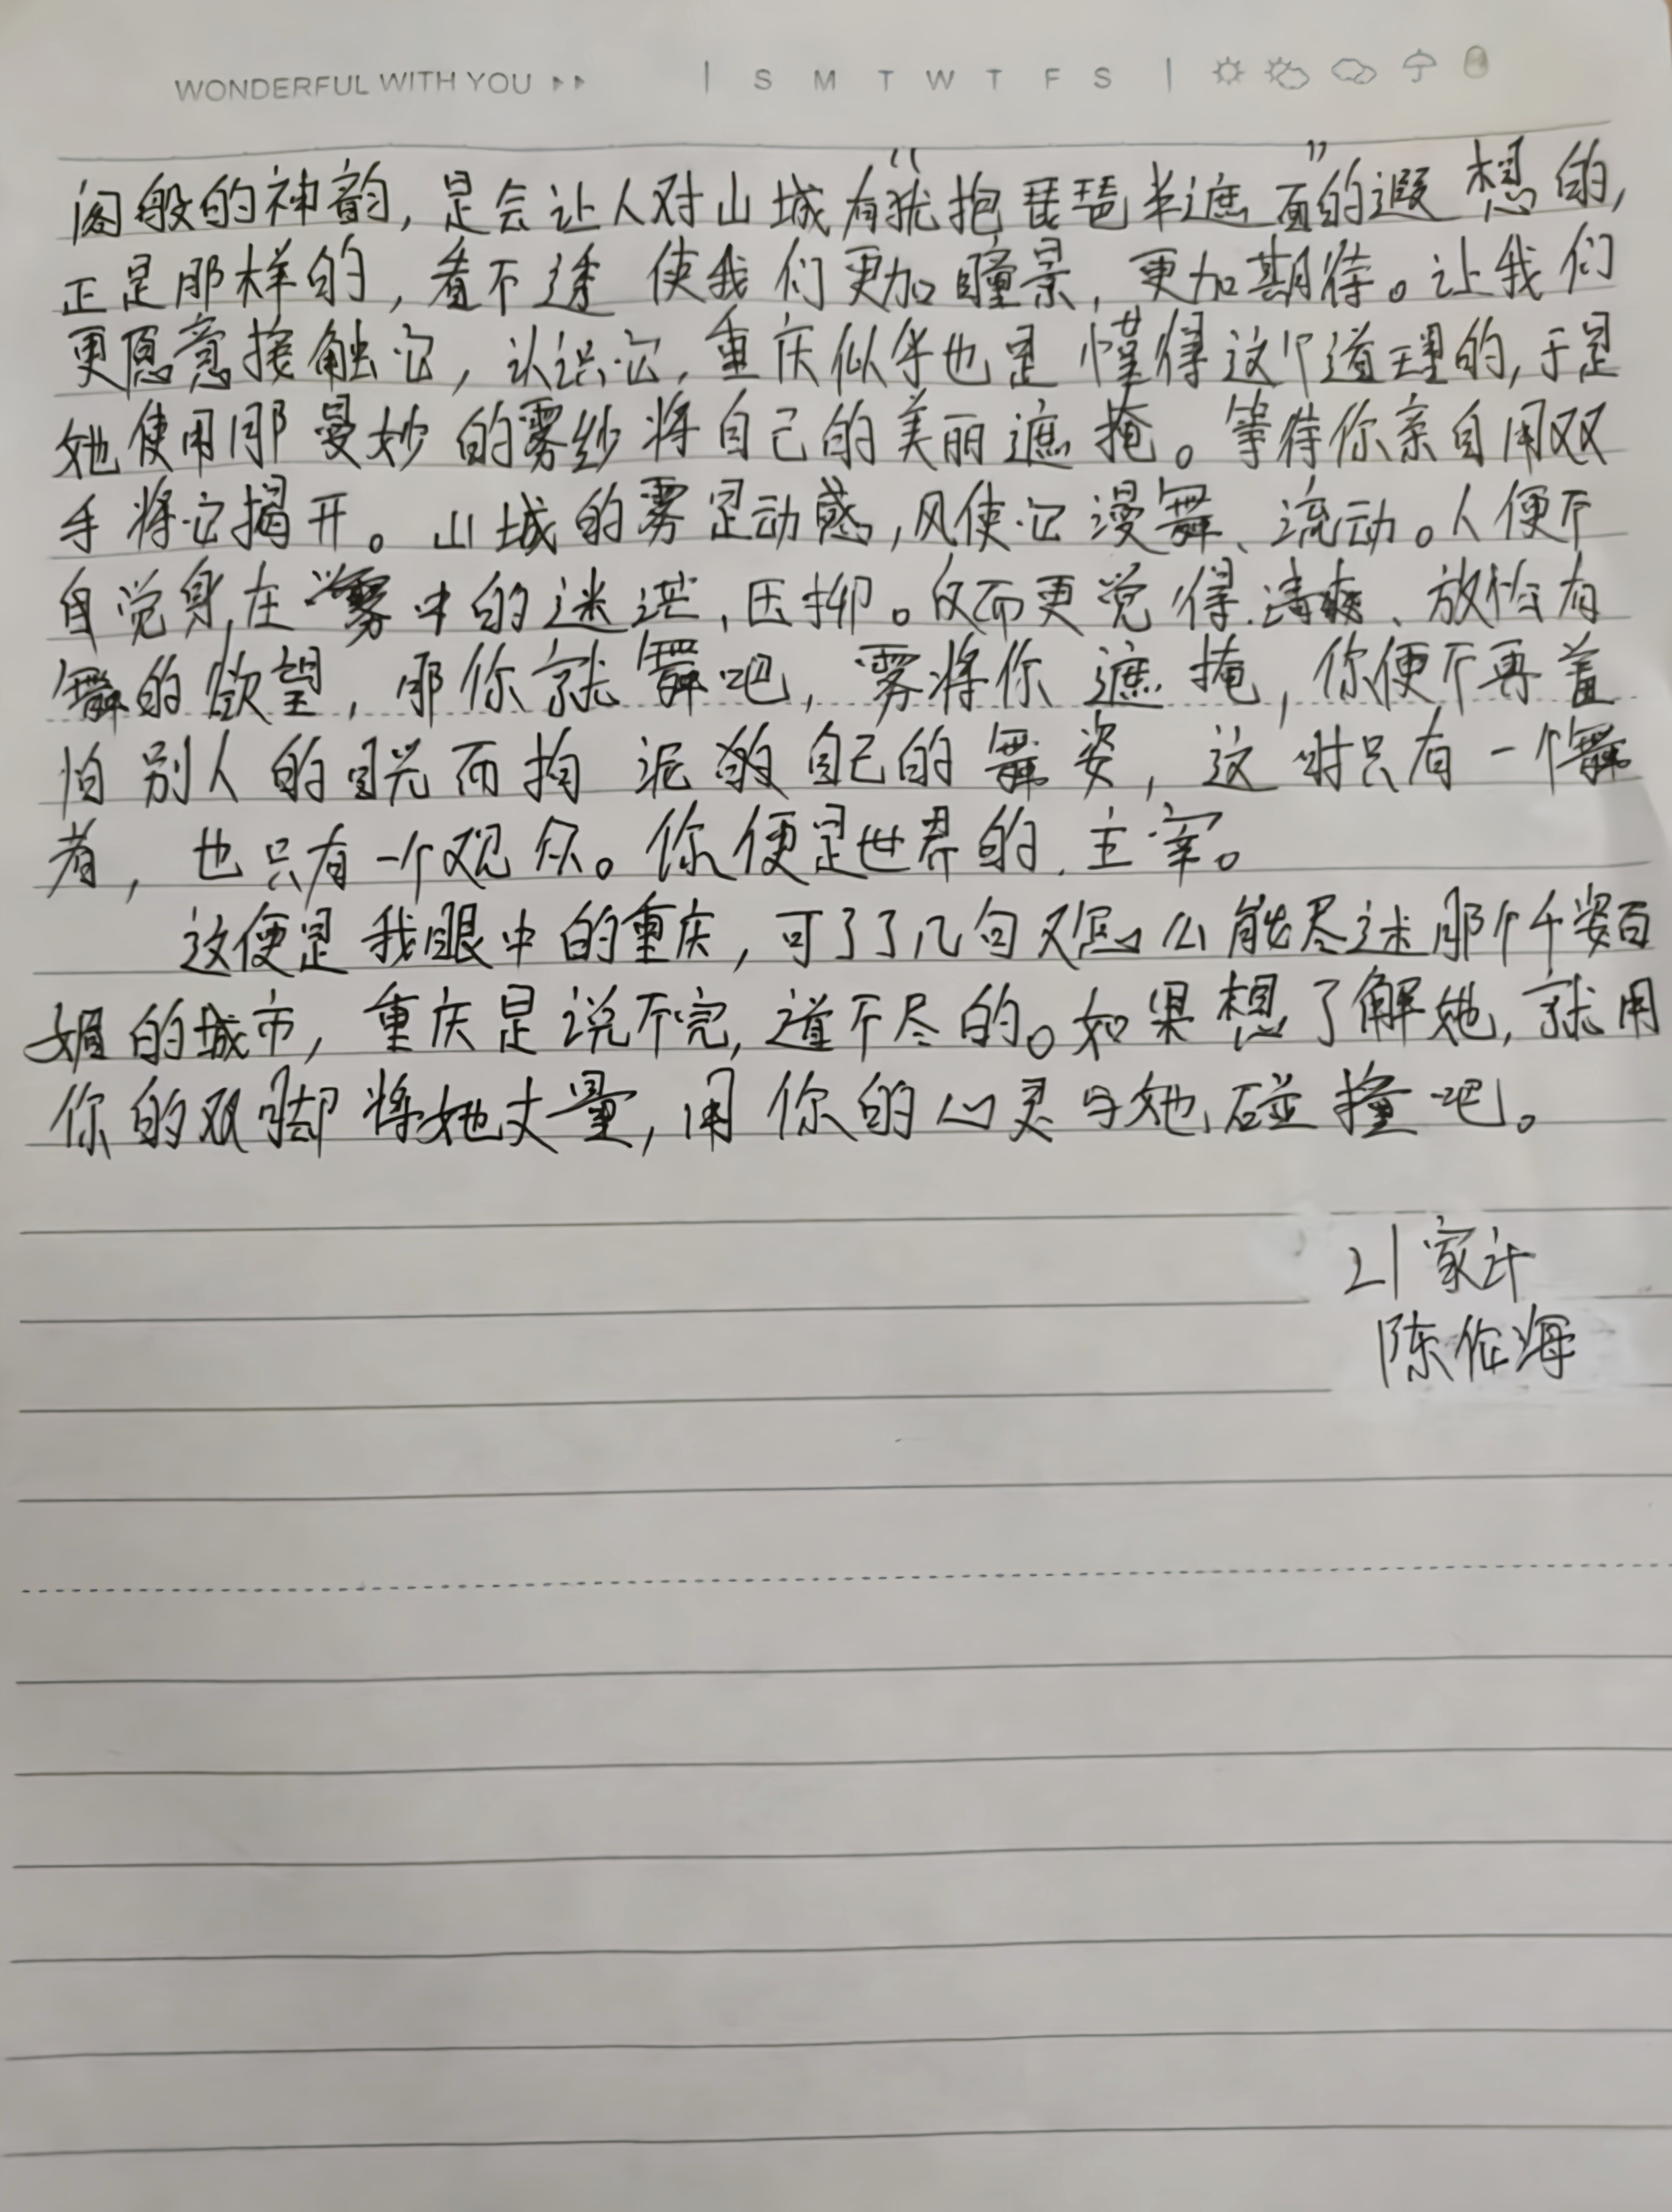 WONDERFUL WITH YOU | S M T W T F S |
阁般的神韵，是会让人对山城有“犹抱琵琶半遮面”的遐想的，
正是那样的，看不透使我们更加瞳景，更加期待。让我们
更愿意接触它，认识它，重庆似乎也是懂得这个道理的，于是
她使用那曼妙的雾纱将自己的美丽遮掩。等待你亲自用双
手将它揭开。山城的雾是动感，风使它漫舞、流动。人便不
自觉身在雾中的迷茫、压抑。反而更觉得清爽、放怡有
舞的欲望，那你就舞吧，雾将你遮掩，你便不再羞
怕别人的目光而拘泥的自己的舞姿，这时只有一个舞
者，也只有一个观众。你便是世界的主宰。
这便是我眼中的重庆，可了了几句又怎么能尽述那个千姿百
媚的城市，重庆是说不完，道不尽的。如果想了解她，就用
你的双脚将她丈量，用你的心灵与她碰撞吧。
21家计
陈作海